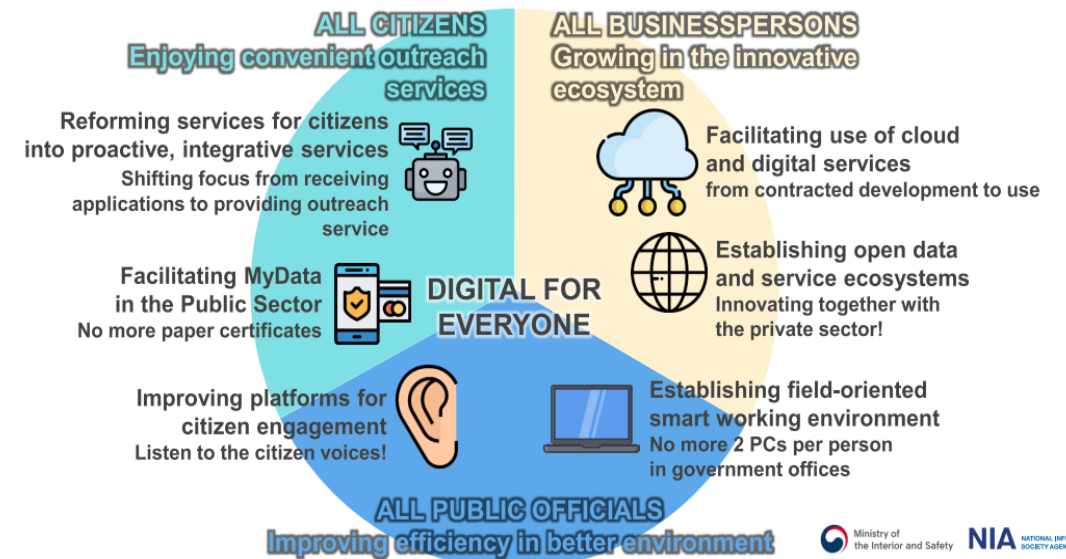 ALL CITIZENS
Enjoying convenient outreach
services
ALL BUSINESSPERSONS
Growing in the innovative
ecosystem
Reforming services for citizens
into proactive, integrative services
Shifting focus from receiving
applications to providing outreach
service
Facilitating use of cloud
and digital services
from contracted development to use
Facilitating MyData
in the Public Sector
No more paper certificates
DIGITAL FOR
EVERYONE
Establishing open data
and service ecosystems
Innovating together with
the private sector!
Improving platforms for
citizen engagement
Listen to the citizen voices!
Establishing field-oriented
smart working environment
No more 2 PCs per person
in government offices
ALL PUBLIC OFFICIALS
Improving efficiency in better environment
Ministry of
the Interior and Safety
NIA
NATIONAL INF
SOCIETY AGEN